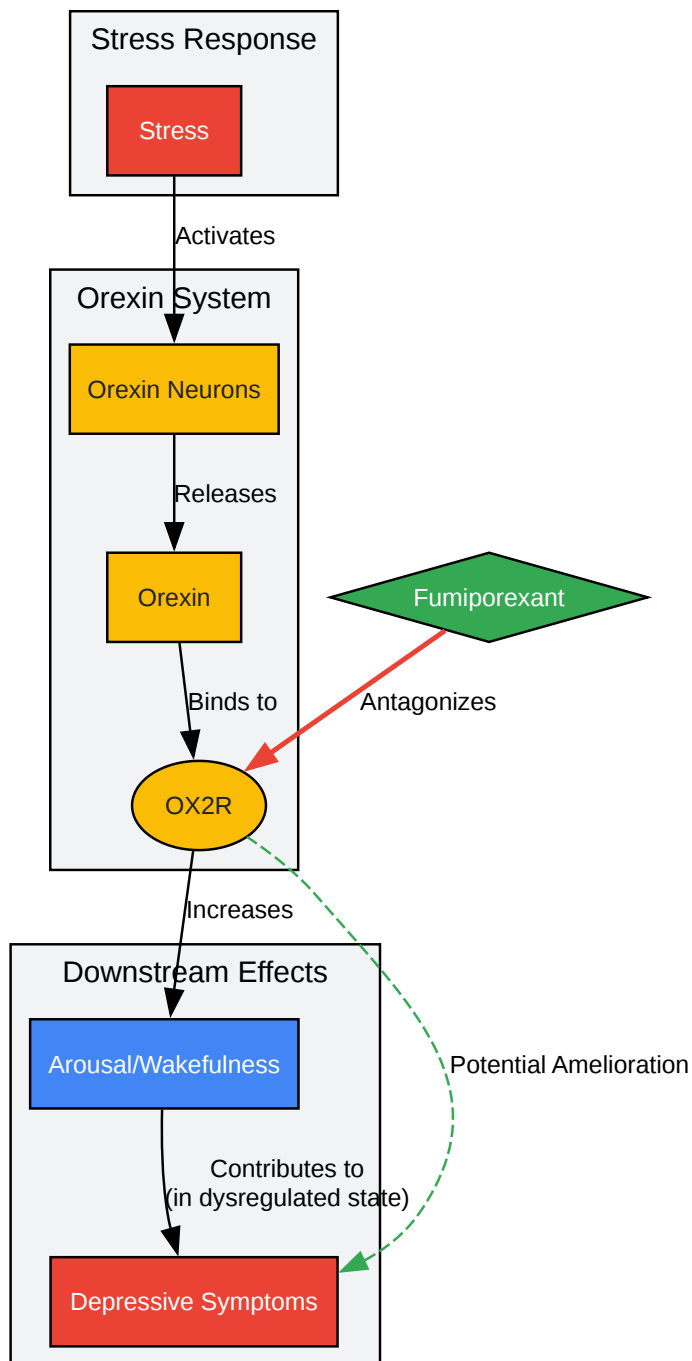 Stress Response
Stress
Activates
Orexin System
Orexin Neurons
Releases
Orexin
Fumiporexant
Binds to
Antagonizes
OX2R
Increases
Downstream Effects
Arousal/Wakefulness
Potential Amelioration
Contributes to
(in dysregulated state)
Depressive Symptoms